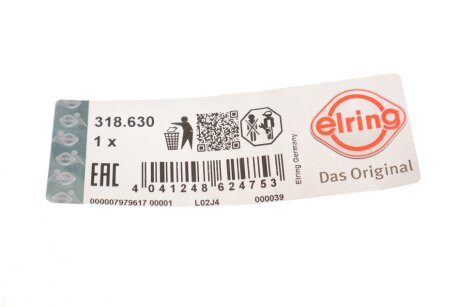 318.630
1 x
EAC
4 041248 624753
000007979617 00001 L02J4 000039
Elring Germany
elring
Das Original